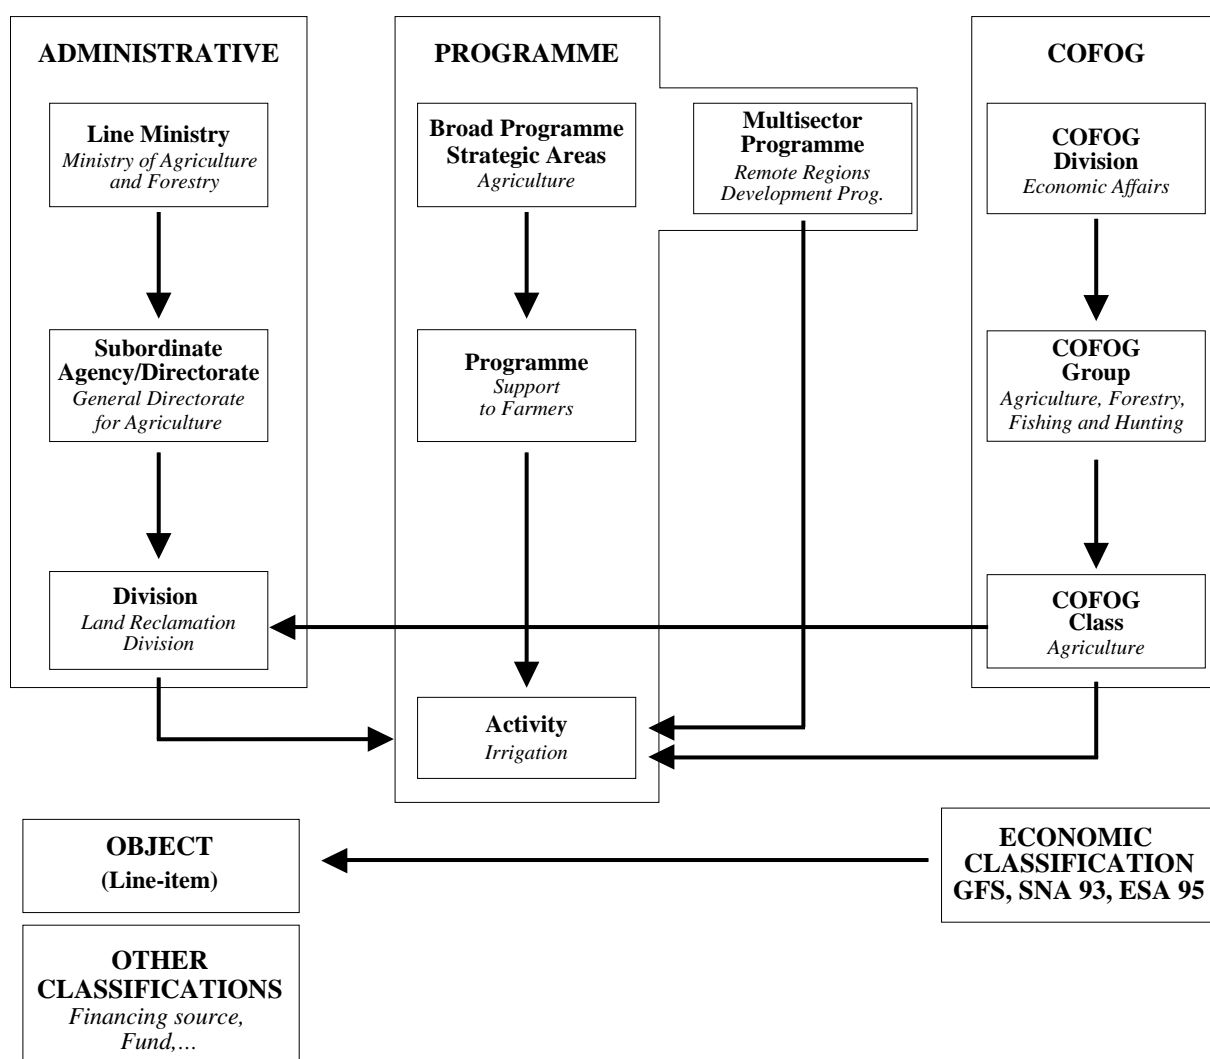 ADMINISTRATIVE
Line Ministry
Ministry of Agriculture
and Forestry
Subordinate
Agency/Directorate
General Directorate
for Agriculture
Division
Land Reclamation
Division
PROGRAMME
Broad Programme
Strategic Areas
Agriculture
Multisector
Programme
Remote Regions
Development Prog.
Programme
Support
to Farmers
Activity
Irrigation
COFOG
COFOG
Division
Economic Affairs
COFOG
Group
Agriculture, Forestry,
Fishing and Hunting
COFOG
Class
Agriculture
OBJECT
(Line-item)
ECONOMIC
CLASSIFICATION
GFS, SNA 93, ESA 95
OTHER
CLASSIFICATIONS
Financing source,
Fund,…